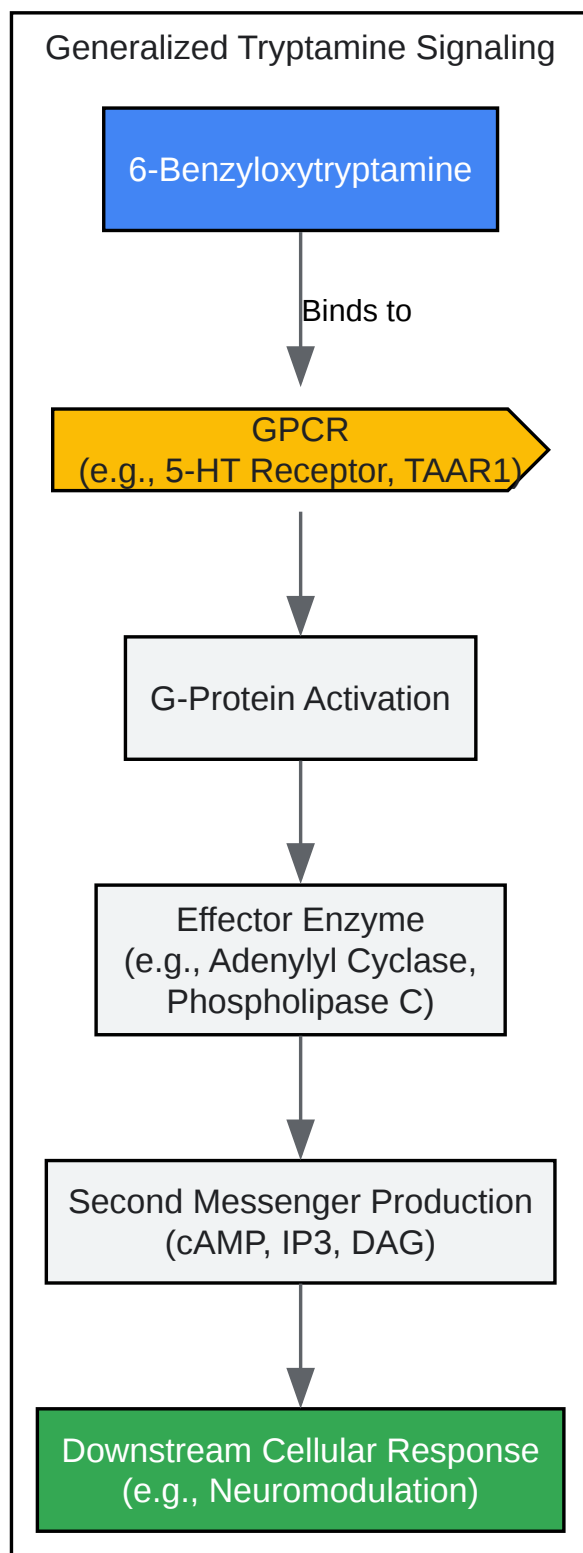 Generalized Tryptamine Signaling
6-Benzyloxytryptamine
Binds to
GPCR
(e.g., 5-HT Receptor, TAAR1)
G-Protein Activation
Effector Enzyme
(e.g., Adenylyl Cyclase,
Phospholipase C)
Second Messenger Production
(cAMP, IP3, DAG)
Downstream Cellular Response
(e.g., Neuromodulation)